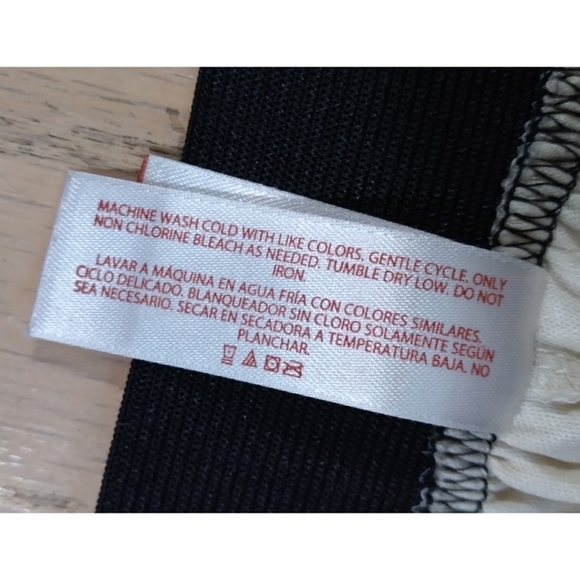 MACHINE WASH COLD WITH LIKE COLORS. GENTLE CYCLE. ONLY
NON CHLORINE BLEACH AS NEEDED. TUMBLE DRY LOW. DO NOT
IRON.
LAVAR A MÁQUINA EN AGUA FRÍA CON COLORES SIMILARES.
CICLO DELICADO. BLANQUEADOR SIN CLORO SOLAMENTE SEGÚN
SEA NECESARIO. SECAR EN SECADORA A TEMPERATURA BAJA. NO
PLANCHAR.